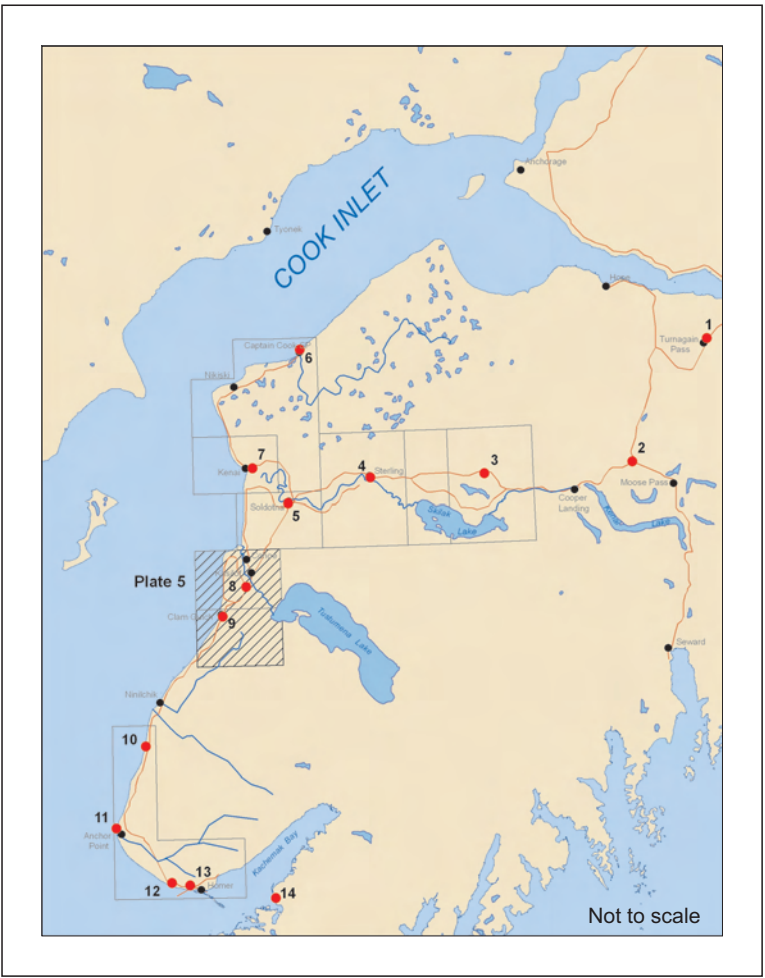 Anchorage
Tyonek
COOK INLET
Hope
1
Turnagain
Pass
Captain Cook
6
Nikiski
2
3
4
Sterling
7
Kenai
Moose Pass
Cooper
Landing
Kenai
Lake
Skilak
Lake
Soldotna
5
Plate 5
8
Clam Gulch
9
Tustumena Lake
Seward
Ninilchik
10
11
Anchor
Point
Kachemak Bay
12
13
Homer
14
Not to scale